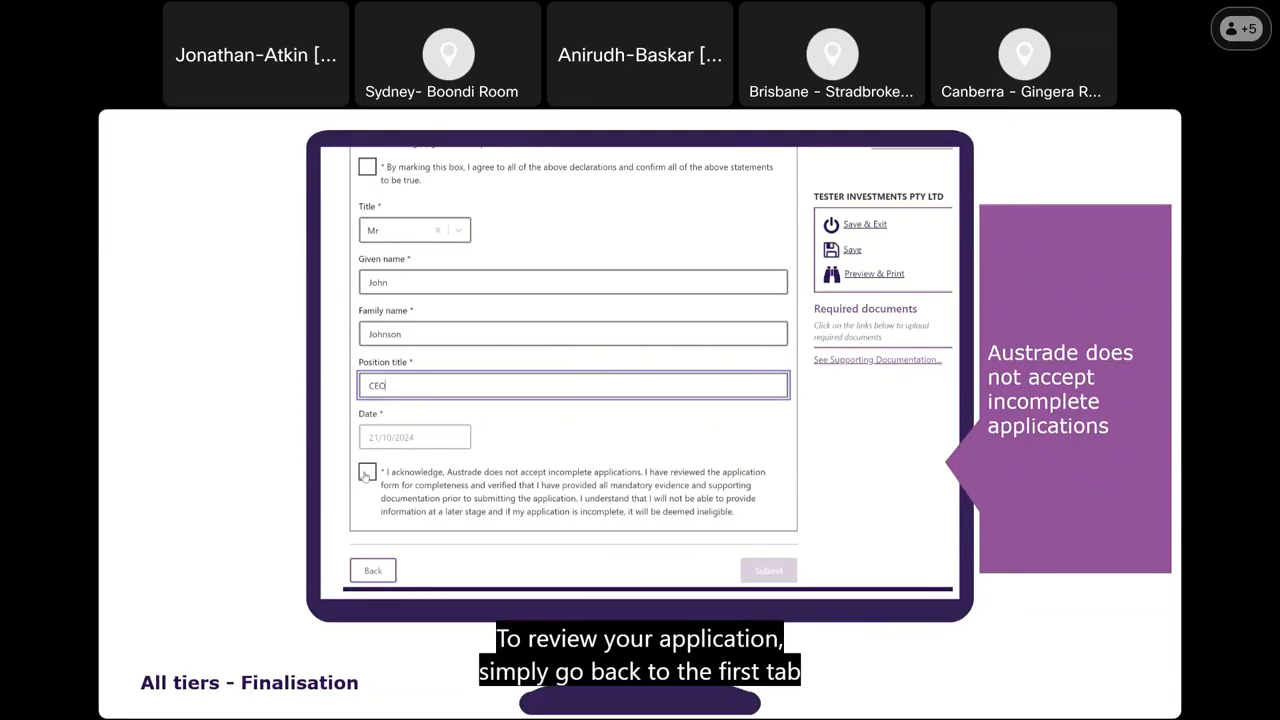 Jonathan-Atkin [...
Sydney- Boondi Room
Anirudh-Baskar [...
Brisbane - Stradbroke...
Canberra - Gingera R...
+5
* By marking this box, I agree to all of the above declarations and confirm all of the above statements
to be true.
Title *
Mr
Given name *
John
Family name *
Johnson
Position title *
CEO
Date *
21/10/2024
* I acknowledge, Austrade does not accept incomplete applications. I have reviewed the application
form for completeness and verified that I have provided all mandatory evidence and supporting
documentation prior to submitting the application. I understand that I will not be able to provide
information at a later stage and if my application is incomplete, it will be deemed ineligible.
Back
Submit
TESTER INVESTMENTS PTY LTD
Save & Exit
Save
Preview & Print
Required documents
Click on the links below to upload
required documents
See Supporting Documentation...
Austrade does
not accept
incomplete
applications
To review your application,
simply go back to the first tab
All tiers - Finalisation